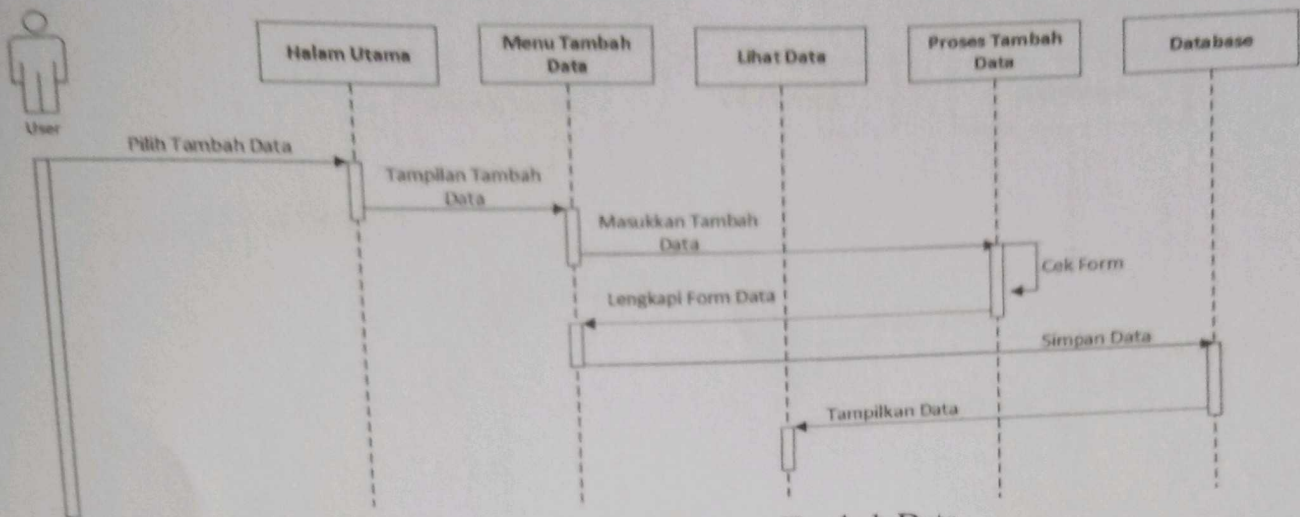 Halam Utama
Menu Tambah
Data
Lihat Data
Proses Tambah
Data
Database
User
Pilih Tambah Data
Tampilan Tambah
Data
Masukkan Tambah
Data
Cek Form
Lengkapi Form Data
Simpan Data
Tampilkan Data
Data